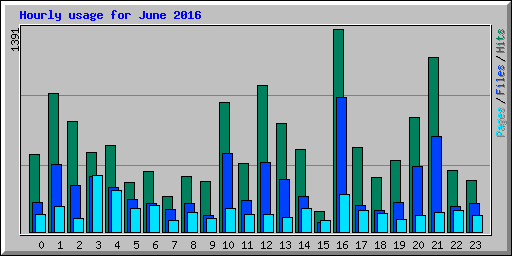 Hourly usage for June 2016
1391
Pages/Files/Hits
0 1 2 3 4 5 6 7 8 9 10 11 12 13 14 15 16 17 18 19 20 21 22 23